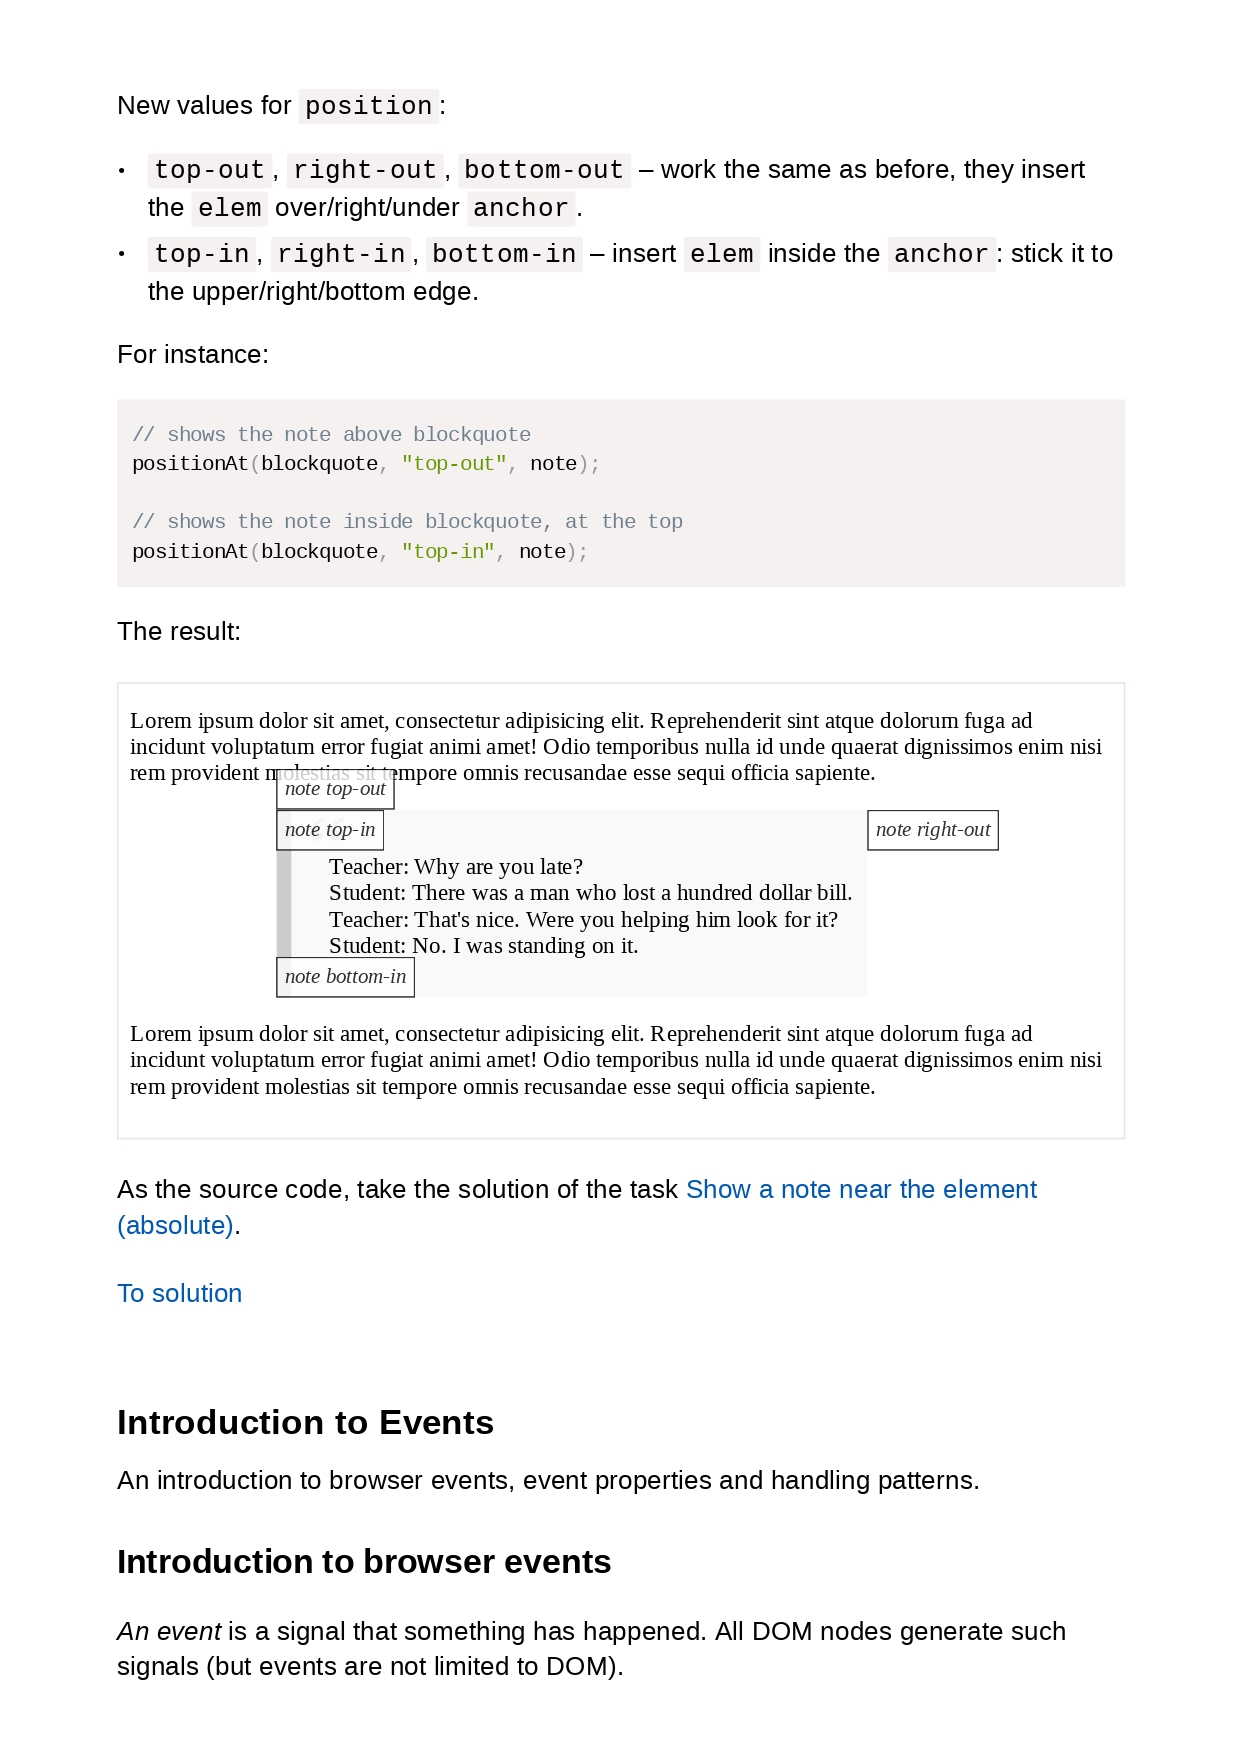 New values for position:
• top-out, right-out, bottom-out – work the same as before, they insert
the elem over/right/under anchor.
• top-in, right-in, bottom-in – insert elem inside the anchor: stick it to
the upper/right/bottom edge.
For instance:
// shows the note above blockquote
positionAt(blockquote, "top-out", note);
// shows the note inside blockquote, at the top
positionAt(blockquote, "top-in", note);
The result:
Lorem ipsum dolor sit amet, consectetur adipisicing elit. Reprehenderit sint atque dolorum fuga ad
incidunt voluptatum error fugiat animi amet! Odio temporibus nulla id unde quaerat dignissimos enim nisi
rem provident molestias sit tempore omnis recusandae esse sequi officia sapiente.
note top-out
note top-in
note right-out
Teacher: Why are you late?
Student: There was a man who lost a hundred dollar bill.
Teacher: That's nice. Were you helping him look for it?
Student: No. I was standing on it.
note bottom-in
Lorem ipsum dolor sit amet, consectetur adipisicing elit. Reprehenderit sint atque dolorum fuga ad
incidunt voluptatum error fugiat animi amet! Odio temporibus nulla id unde quaerat dignissimos enim nisi
rem provident molestias sit tempore omnis recusandae esse sequi officia sapiente.
As the source code, take the solution of the task Show a note near the element
(absolute).
To solution
Introduction to Events
An introduction to browser events, event properties and handling patterns.
Introduction to browser events
An event is a signal that something has happened. All DOM nodes generate such
signals (but events are not limited to DOM).